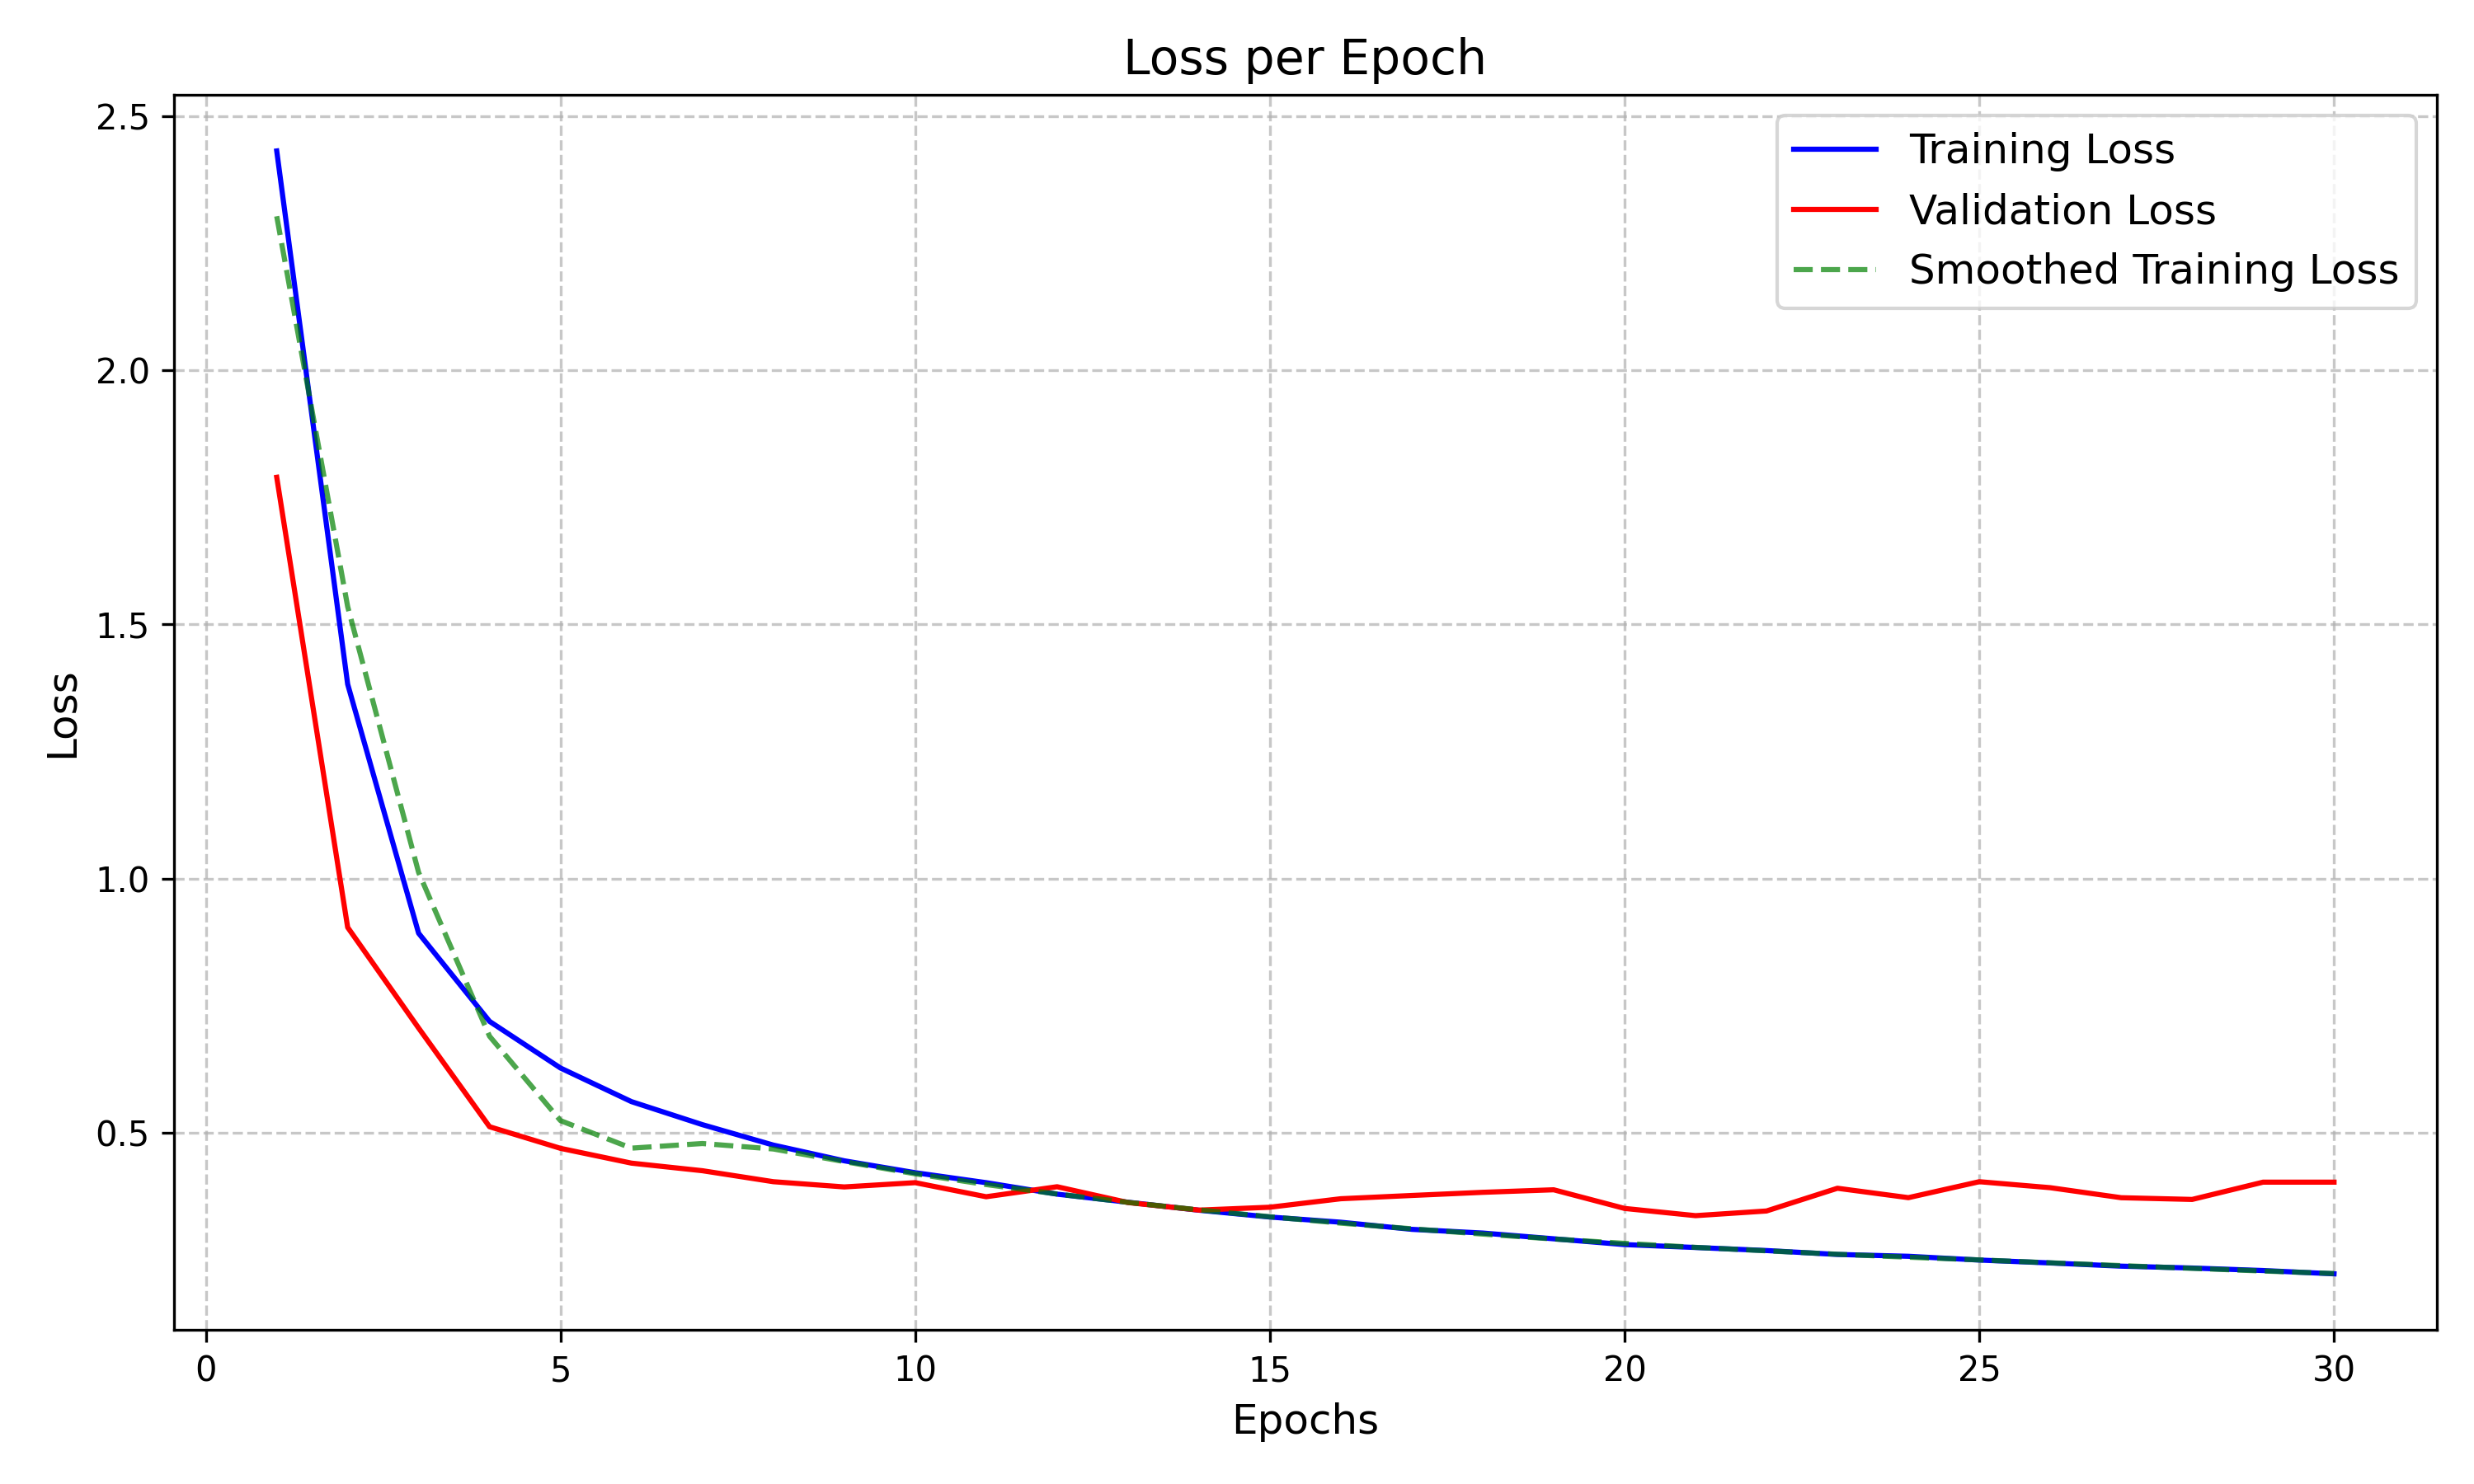 Loss per Epoch
2.5
2.0
1.5
1.0
0.5
Loss
Training Loss
Validation Loss
Smoothed Training Loss
0 5 10 15 20 25 30
Epochs